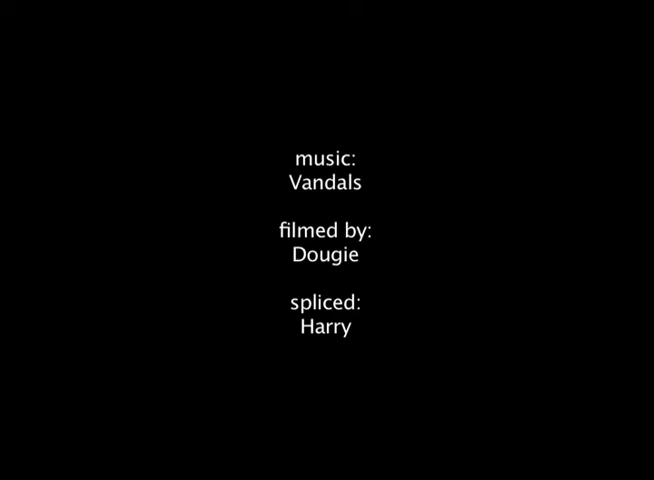 music:
Vandals
filmed by:
Dougie
spliced:
Harry